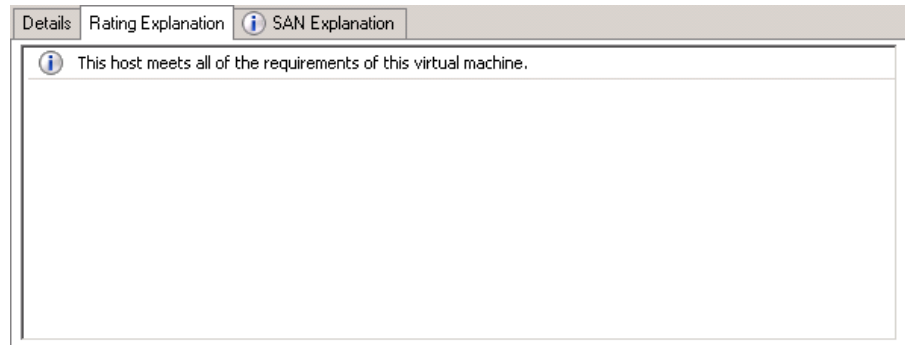 Details Rating Explanation SAN Explanation
This host meets all of the requirements of this virtual machine.